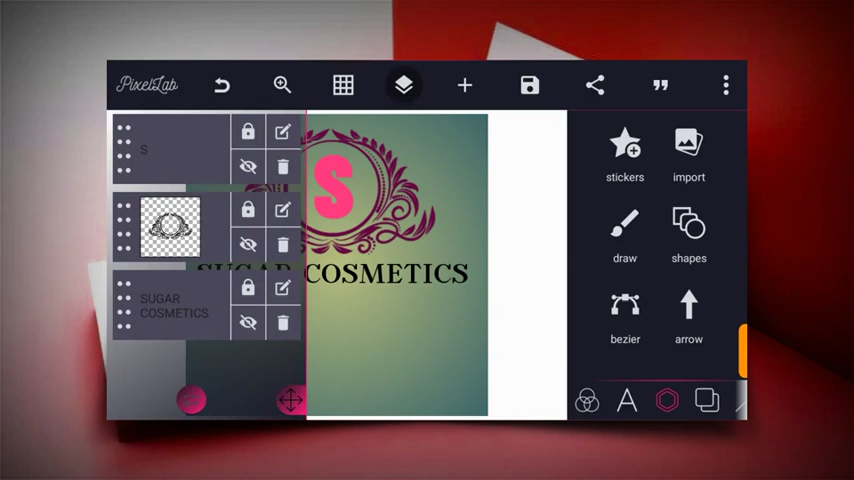 PixelLab
S
S
SUGAR COSMETICS
SUGAR
COSMETICS
stickers
import
draw
shapes
bezier
arrow
A